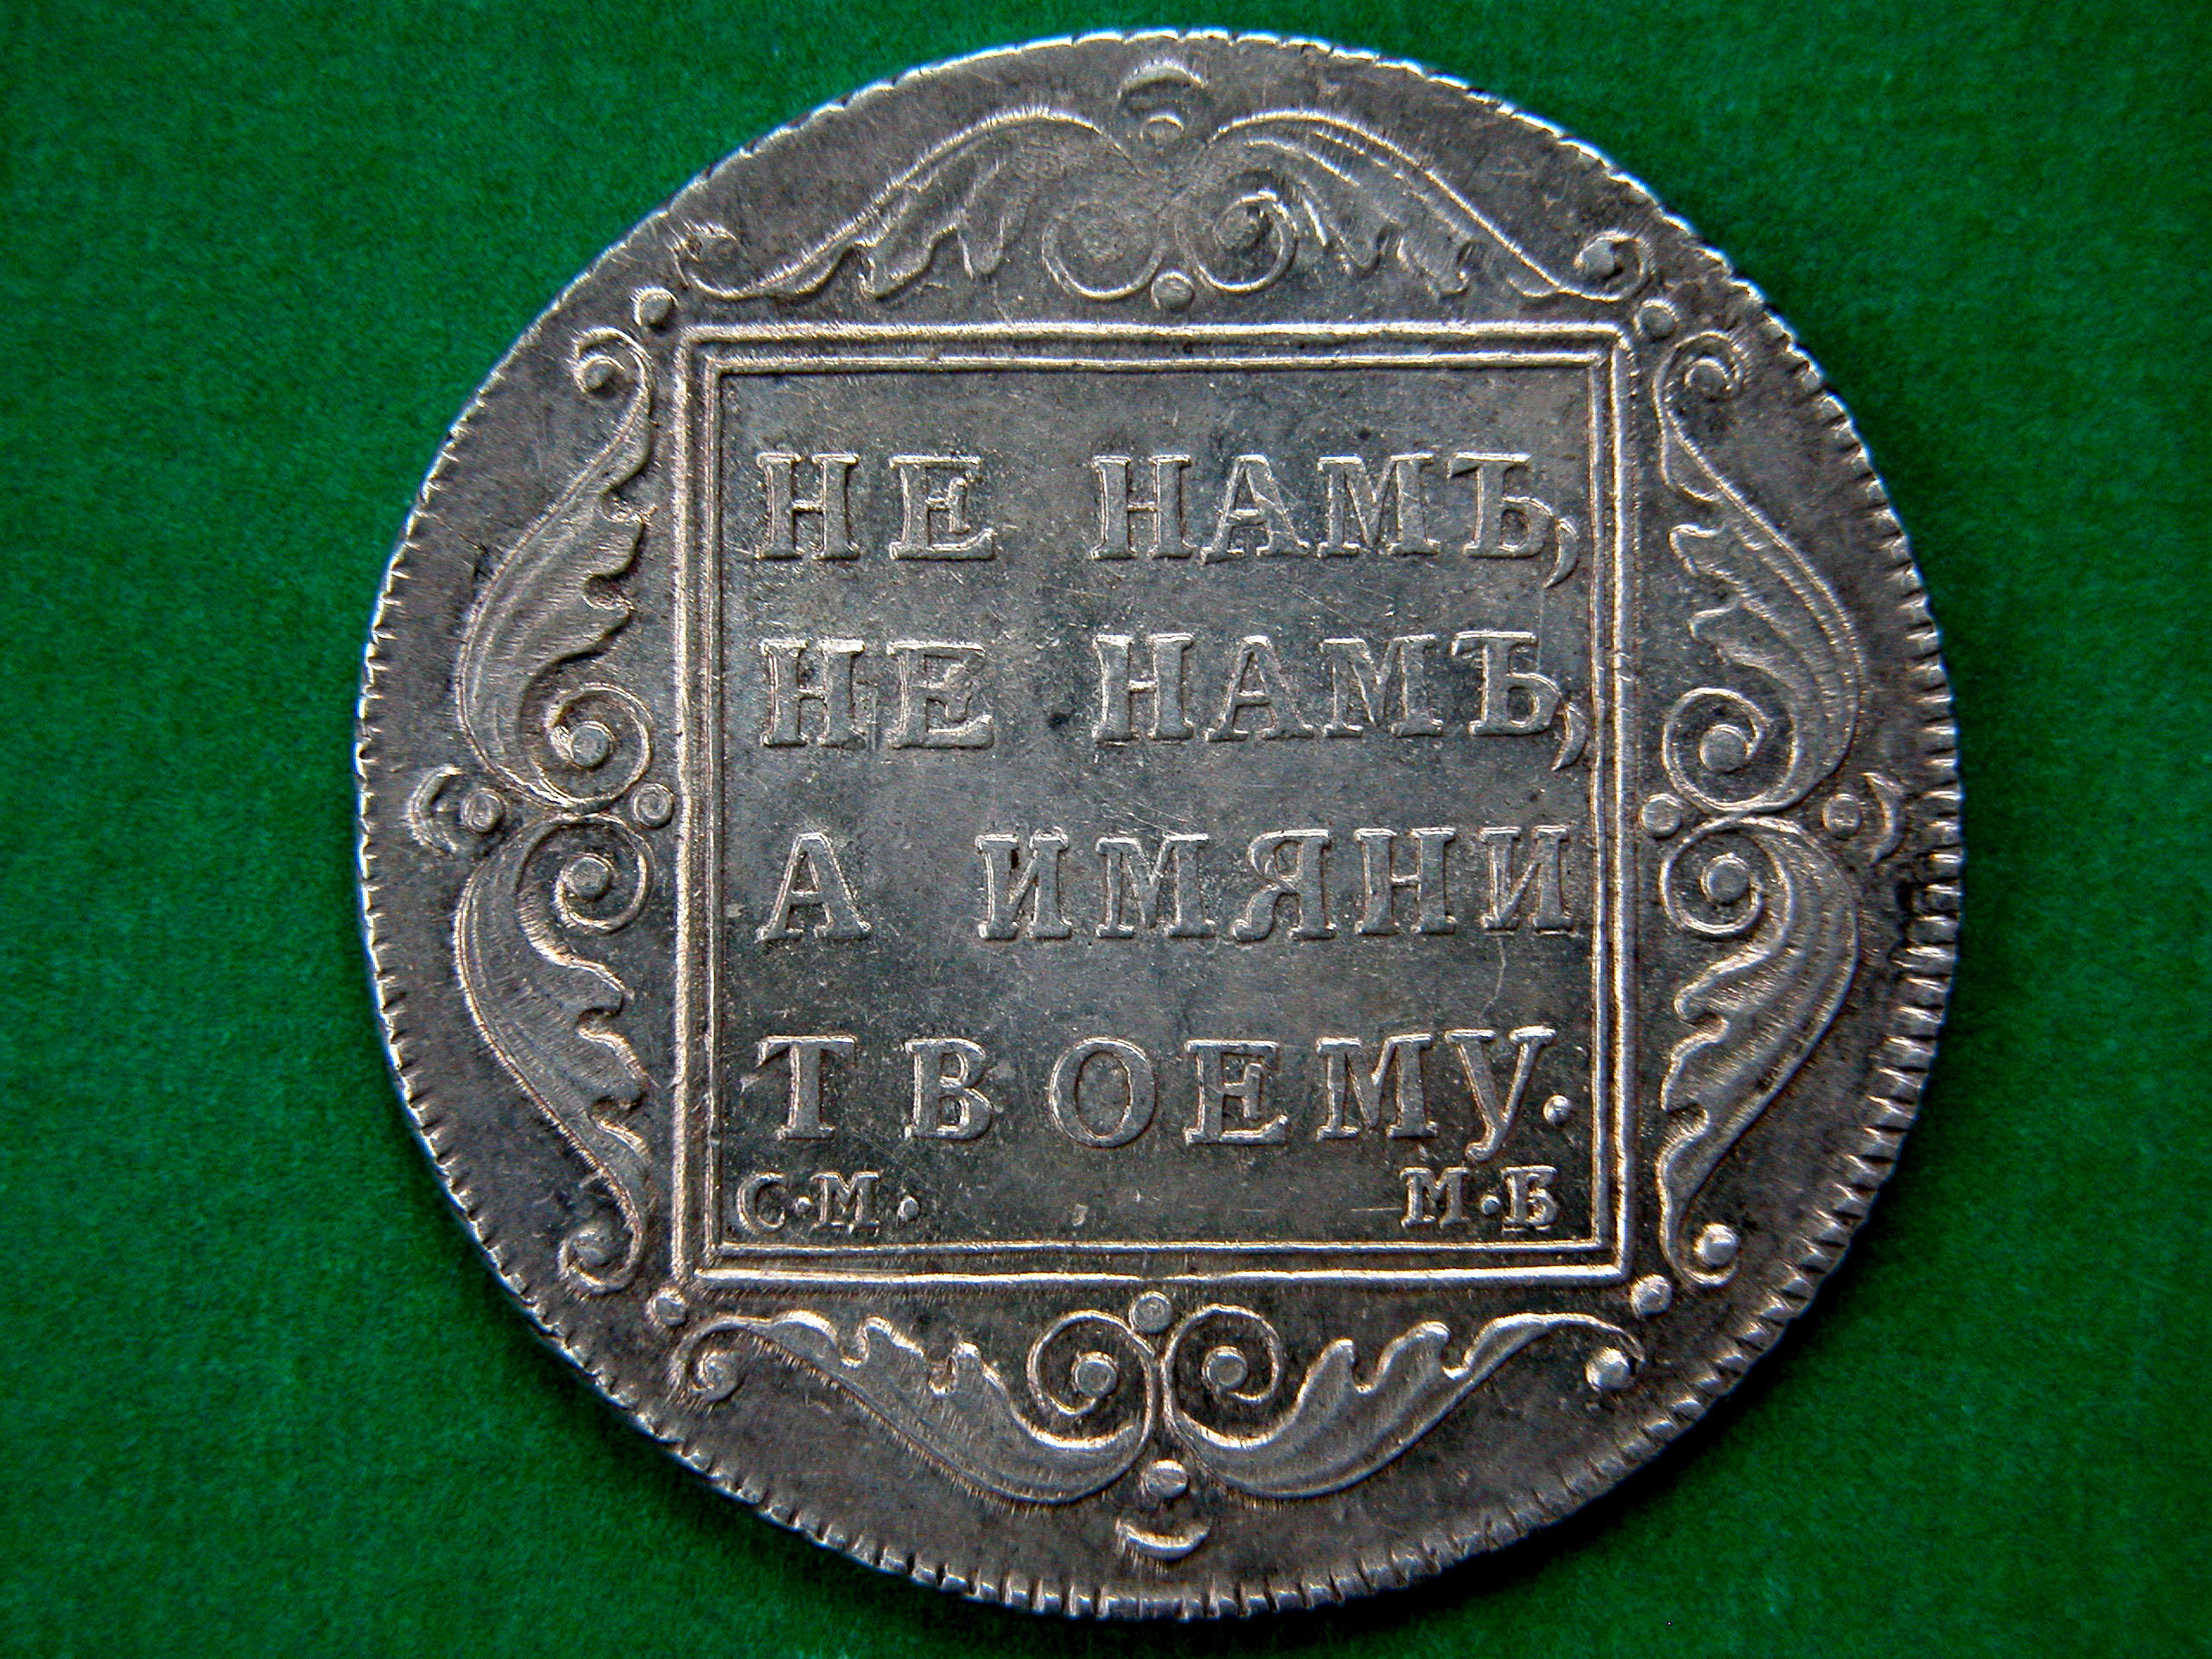 НЕ НАМЪ,
НЕ НАМЪ,
А ИМЯНИ
ТВОЕМУ.
С·М· М·Б